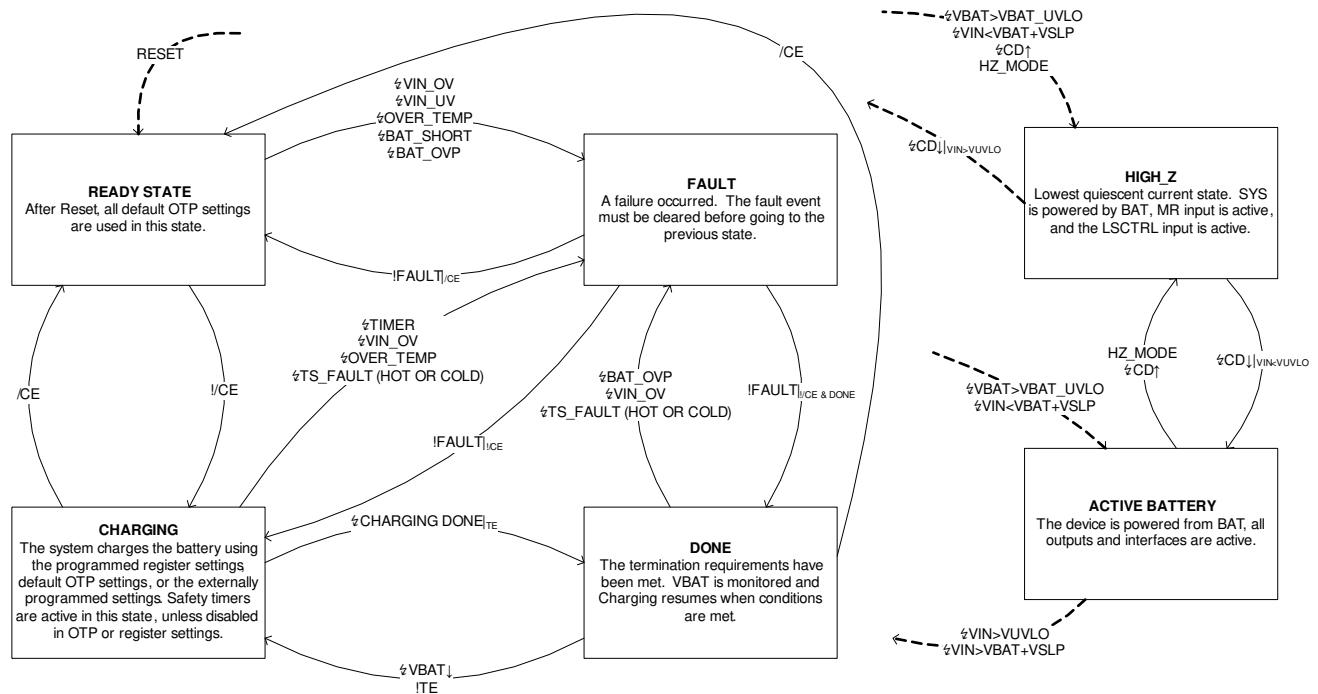 RESET
/CE
↯VIN_OV
↯VIN_UV
↯OVER_TEMP
↯BAT_SHORT
↯BAT_OVP
READY STATE
After Reset, all default OTP settings
are used in this state.
FAULT
A failure occurred. The fault event
must be cleared before going to the
previous state.
!FAULT|/CE
/CE
!/CE
↯TIMER
↯VIN_OV
↯OVER_TEMP
↯TS_FAULT (HOT OR COLD)
!FAULT|!/CE
↯BAT_OVP
↯VIN_OV
↯TS_FAULT (HOT OR COLD)
!FAULT|!/CE & DONE
CHARGING
The system charges the battery using
the programmed register settings,
default OTP settings, or the externally
programmed settings. Safety timers
are active in this state, unless disabled
in OTP or register settings.
↯CHARGING DONE|TE
DONE
The termination requirements have
been met. VBAT is monitored and
Charging resumes when conditions
are met.
↯VBAT↓
!TE
↯VBAT>VBAT_UVLO
↯VIN<VBAT+VSLP
↯CD↑
HZ_MODE
↯CD↓|VIN>VUVLO
HIGH_Z
Lowest quiescent current state. SYS
is powered by BAT, MR input is active,
and the LSCTRL input is active.
HZ_MODE
↯CD↑
↯CD↓|VIN<VUVLO
↯VBAT>VBAT_UVLO
↯VIN<VBAT+VSLP
ACTIVE BATTERY
The device is powered from BAT, all
outputs and interfaces are active.
↯VIN>VUVLO
↯VIN>VBAT+VSLP